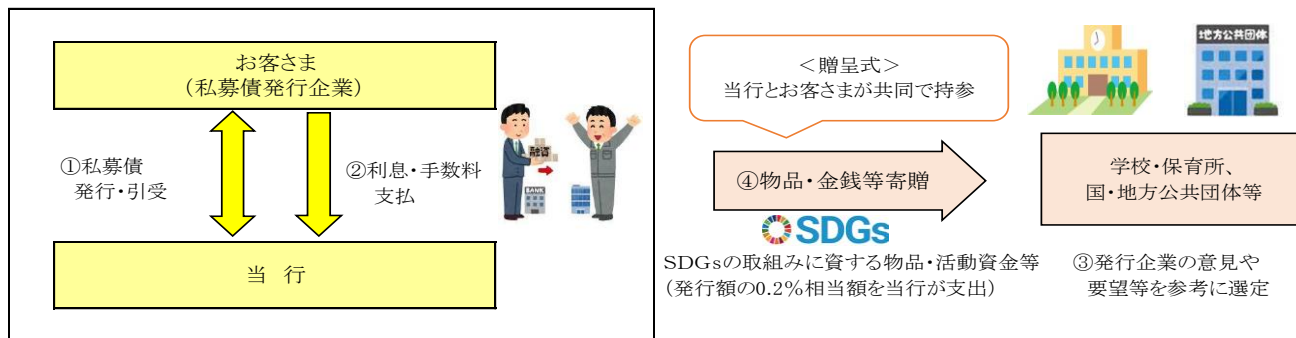 お客さま
(私募債発行企業)
①私募債
発行・引受
②利息・手数料
支払
融資
BANK
当 行
<贈呈式>
当行とお客さまが共同で持参
④物品・金銭等寄贈
SDGs
SDGsの取組みに資する物品・活動資金等
(発行額の0.2%相当額を当行が支出)
地方公共団体
学校・保育所、
国・地方公共団体等
③発行企業の意見や
要望等を参考に選定